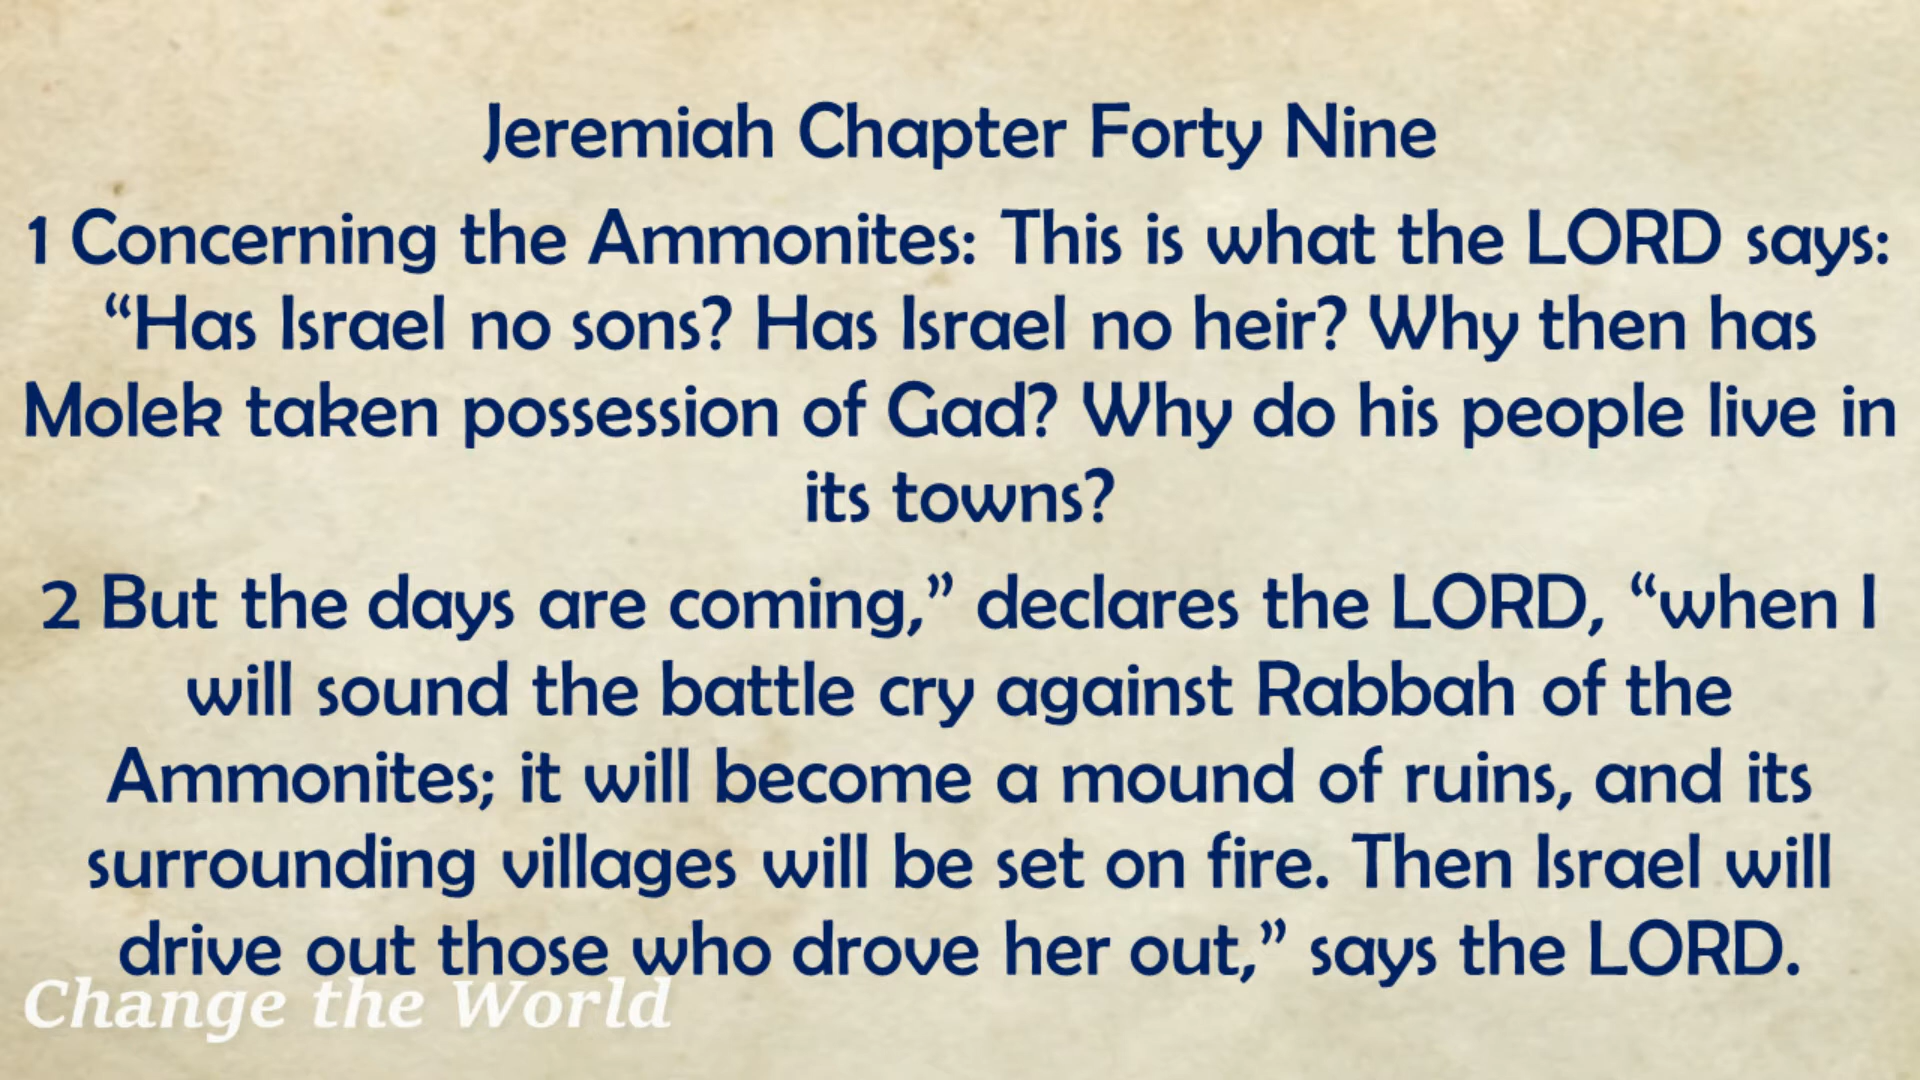 Jeremiah Chapter Forty Nine
1 Concerning the Ammonites: This is what the LORD says:
“Has Israel no sons? Has Israel no heir? Why then has
Molek taken possession of Gad? Why do his people live in
its towns?
2 But the days are coming,” declares the LORD, “when I
will sound the battle cry against Rabbah of the
Ammonites; it will become a mound of ruins, and its
surrounding villages will be set on fire. Then Israel will
drive out those who drove her out,” says the LORD.
Change the World